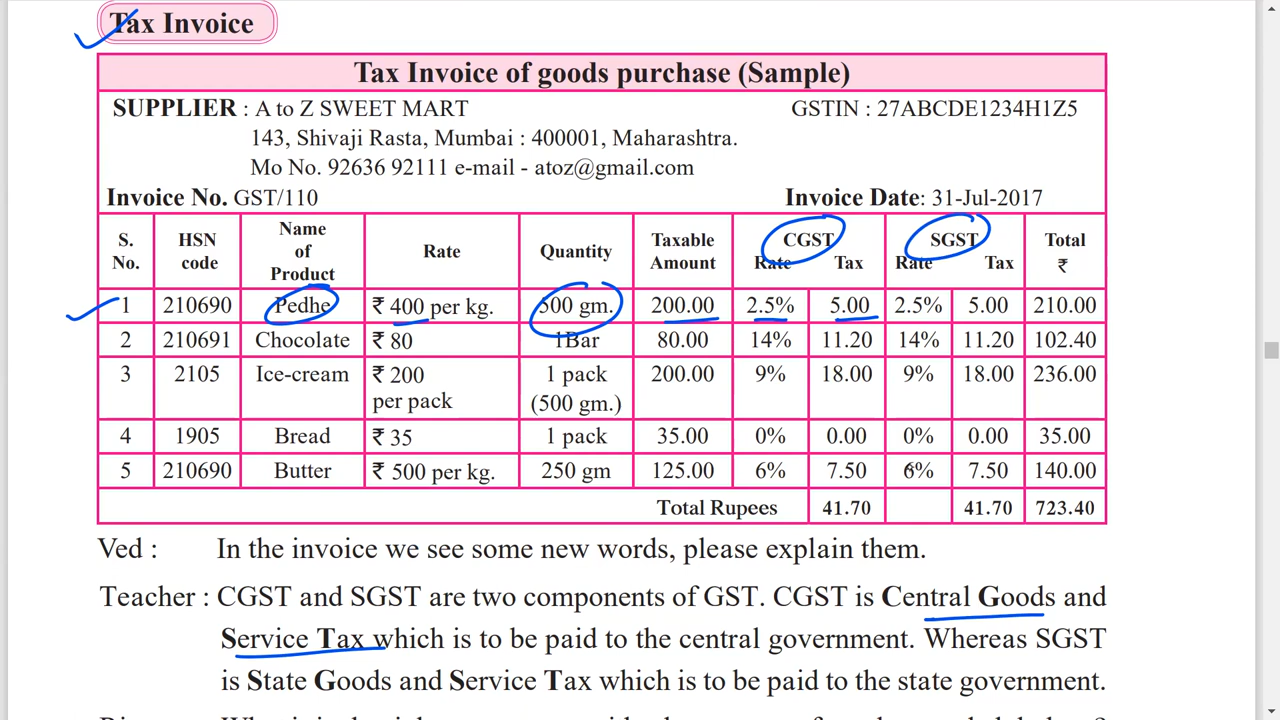 Tax Invoice
Tax Invoice of goods purchase (Sample)
SUPPLIER : A to Z SWEET MART GSTIN : 27ABCDE1234H1Z5
143, Shivaji Rasta, Mumbai : 400001, Maharashtra.
Mo No. 92636 92111 e-mail - atoz@gmail.com
Invoice No. GST/110 Invoice Date: 31-Jul-2017
S. No. HSN code Name of Product Rate Quantity Taxable Amount CGST Rate Tax SGST Rate Tax Total ₹
1 210690 Pedhe ₹ 400 per kg. 500 gm. 200.00 2.5% 5.00 2.5% 5.00 210.00
2 210691 Chocolate ₹ 80 1Bar 80.00 14% 11.20 14% 11.20 102.40
3 2105 Ice-cream ₹ 200 per pack 1 pack (500 gm.) 200.00 9% 18.00 9% 18.00 236.00
4 1905 Bread ₹ 35 1 pack 35.00 0% 0.00 0% 0.00 35.00
5 210690 Butter ₹ 500 per kg. 250 gm 125.00 6% 7.50 6% 7.50 140.00
Total Rupees 41.70 41.70 723.40
Ved : In the invoice we see some new words, please explain them.
Teacher : CGST and SGST are two components of GST. CGST is Central Goods and
Service Tax which is to be paid to the central government. Whereas SGST
is State Goods and Service Tax which is to be paid to the state government.